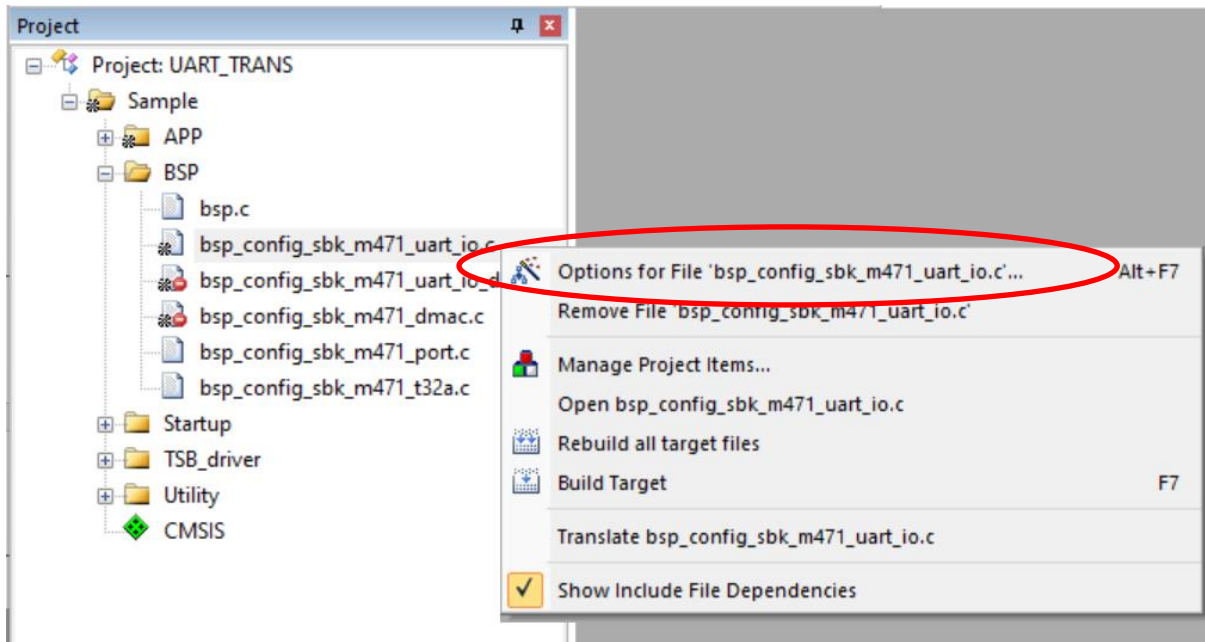 Project
Project: UART_TRANS
Sample
APP
BSP
bsp.c
bsp_config_sbk_m471_uart_io.c
bsp_config_sbk_m471_uart_io_d
bsp_config_sbk_m471_dmac.c
bsp_config_sbk_m471_port.c
bsp_config_sbk_m471_t32a.c
Startup
TSB_driver
Utility
CMSIS
Options for File 'bsp_config_sbk_m471_uart_io.c'... Alt+F7
Remove File 'bsp_config_sbk_m471_uart_io.c'
Manage Project Items...
Open bsp_config_sbk_m471_uart_io.c
Rebuild all target files
Build Target F7
Translate bsp_config_sbk_m471_uart_io.c
Show Include File Dependencies